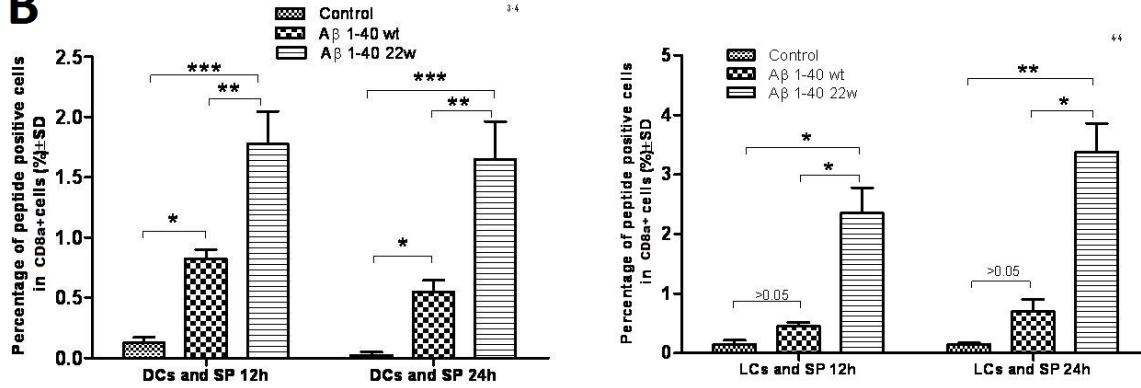 B
3-4
Control
Aβ 1-40 wt
Aβ 1-40 22w
Percentage of peptide positive cells
in CD8a+cells (%)±SD
2.5
2.0
1.5
1.0
0.5
0.0
***
**
*
***
**
*
DCs and SP 12h
DCs and SP 24h
44
Control
Aβ 1-40 wt
Aβ 1-40 22w
Percentage of peptide positive cells
in CD8a+ cells (%)±SD
5
4
3
2
1
0
*
*
>0.05
**
*
>0.05
LCs and SP 12h
LCs and SP 24h